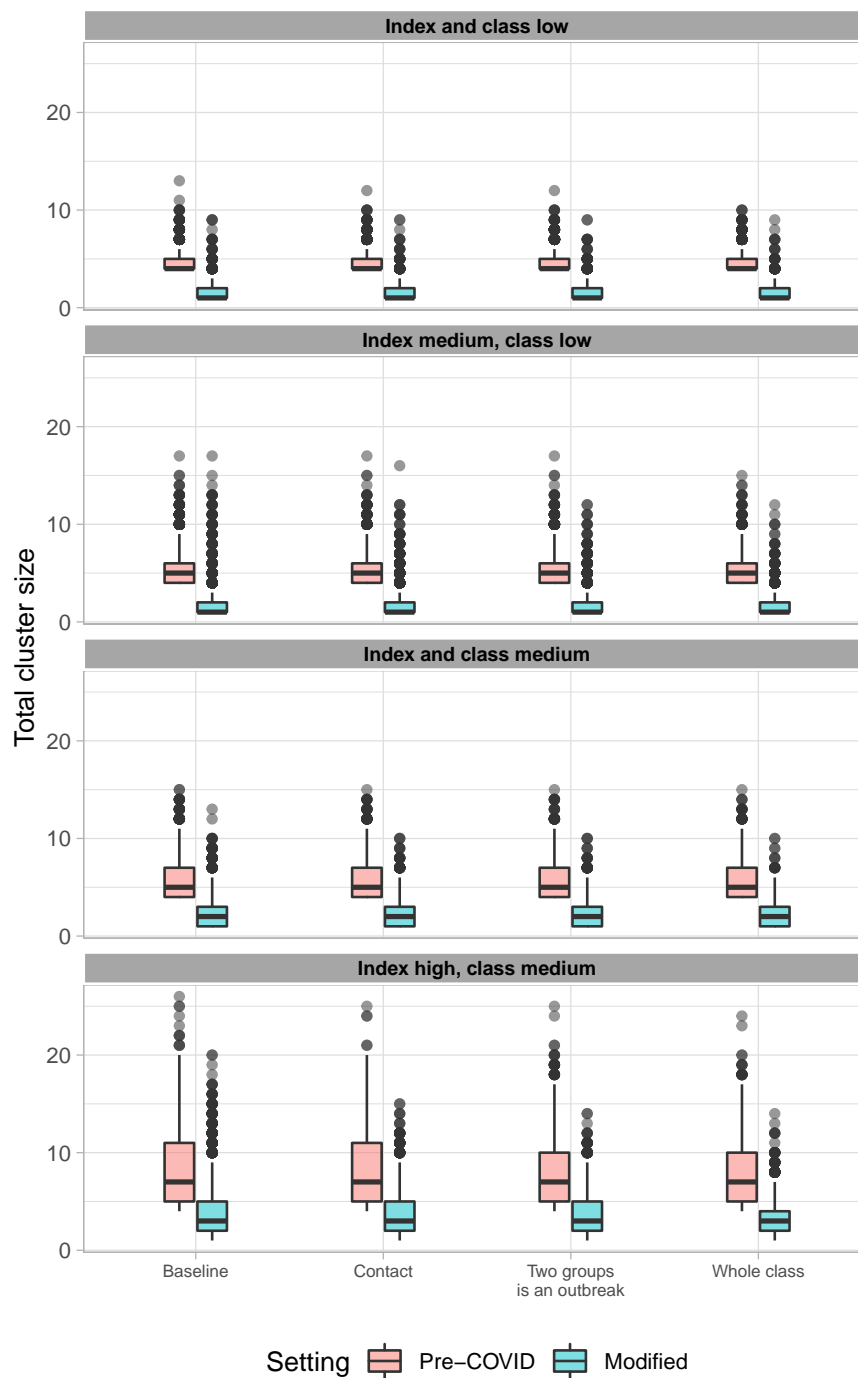 Index and class low
20
10
0
Index medium, class low
20
10
0
Total cluster size
Index and class medium
20
10
0
Index high, class medium
20
10
0
Baseline
Contact
Two groups
is an outbreak
Whole class
Setting
Pre−COVID
Modified